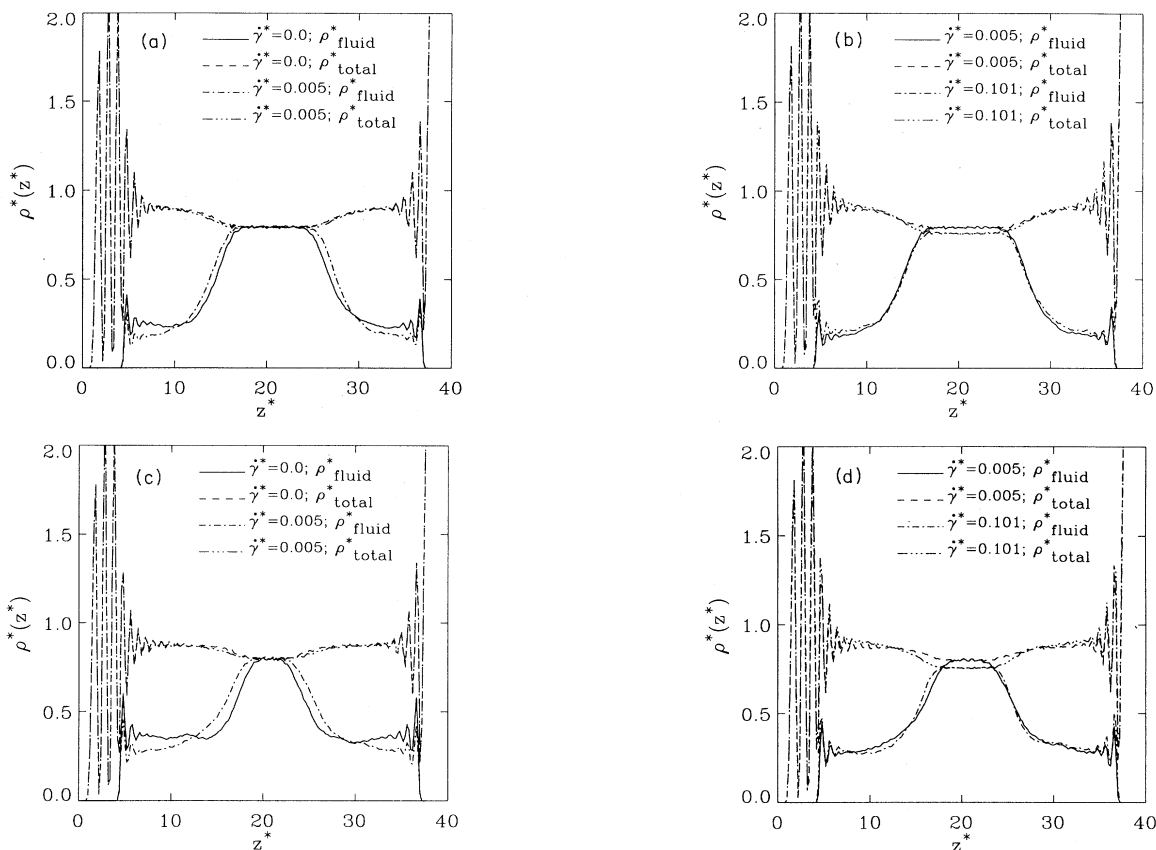 (a)
γ̇*=0.0; ρ*fluid
γ̇*=0.0; ρ*total
γ̇*=0.005; ρ*fluid
γ̇*=0.005; ρ*total
2.0
1.5
1.0
0.5
0.0
ρ*(z*)
0 10 20 30 40
z*
(b)
γ̇*=0.005; ρ*fluid
γ̇*=0.005; ρ*total
γ̇*=0.101; ρ*fluid
γ̇*=0.101; ρ*total
2.0
1.5
1.0
0.5
0.0
ρ*(z*)
0 10 20 30 40
z*
(c)
γ̇*=0.0; ρ*fluid
γ̇*=0.0; ρ*total
γ̇*=0.005; ρ*fluid
γ̇*=0.005; ρ*total
2.0
1.5
1.0
0.5
0.0
ρ*(z*)
0 10 20 30 40
z*
(d)
γ̇*=0.005; ρ*fluid
γ̇*=0.005; ρ*total
γ̇*=0.101; ρ*fluid
γ̇*=0.101; ρ*total
2.0
1.5
1.0
0.5
0.0
ρ*(z*)
0 10 20 30 40
z*